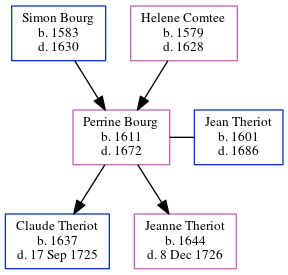 Simon Bourg
b. 1583
d. 1630
Helene Comtee
b. 1579
d. 1628
Perrine Bourg
b. 1611
d. 1672
Jean Theriot
b. 1601
d. 1686
Claude Theriot
b. 1637
d. 17 Sep 1725
Jeanne Theriot
b. 1644
d. 8 Dec 1726